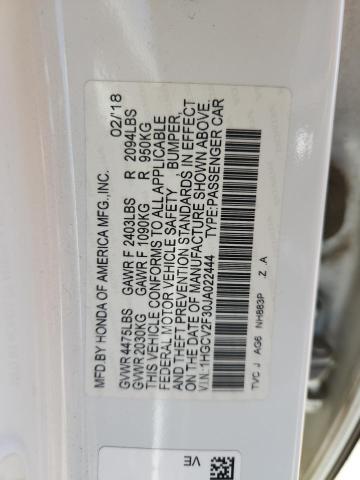 MFD.BY HONDA OF AMERICA MFG.,INC. 02/18
GVWR 4475LBS GAWR F 2403LBS R 2094LBS
GVWR 2030KG GAWR F 1090KG R 950KG
THIS VEHICLE CONFORMS TO ALL APPLICABLE
FEDERAL MOTOR VEHICLE SAFETY, BUMPER,
AND THEFT PREVENTION STANDARDS IN EFFECT
ON THE DATE OF MANUFACTURE SHOWN ABOVE.
V.I.N.:1HGCV2F30JA022444 TYPE:PASSENGER CAR
TVC J AG6 NH883P Z A
VE